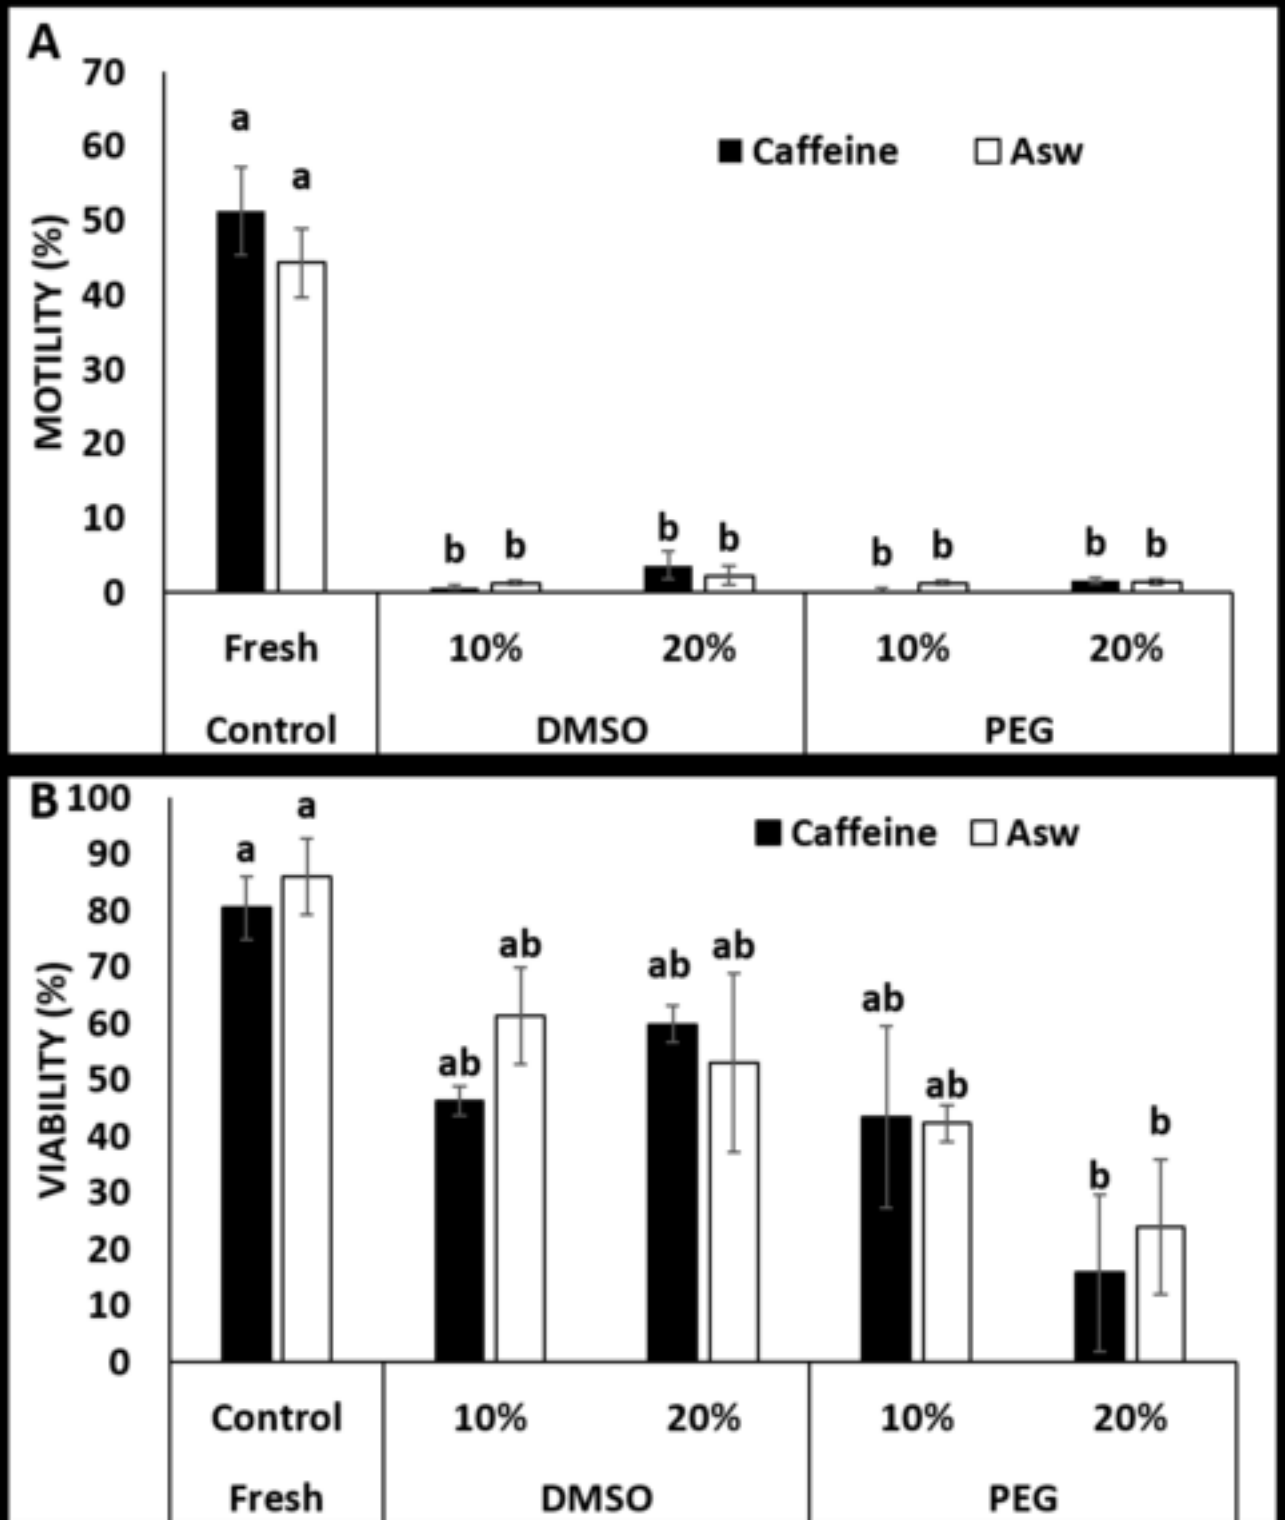 A
70
a
60
a
Caffeine Asw
50
40
MOTILITY (%)
30
20
10
b b b b b b b b
0
Fresh 10% 20% 10% 20%
Control DMSO PEG
B 100
a
a
Caffeine Asw
90
80
ab ab ab
70
ab
60
ab
ab
50
VIABILITY (%)
40
b
b
30
20
10
0
Control 10% 20% 10% 20%
Fresh DMSO PEG